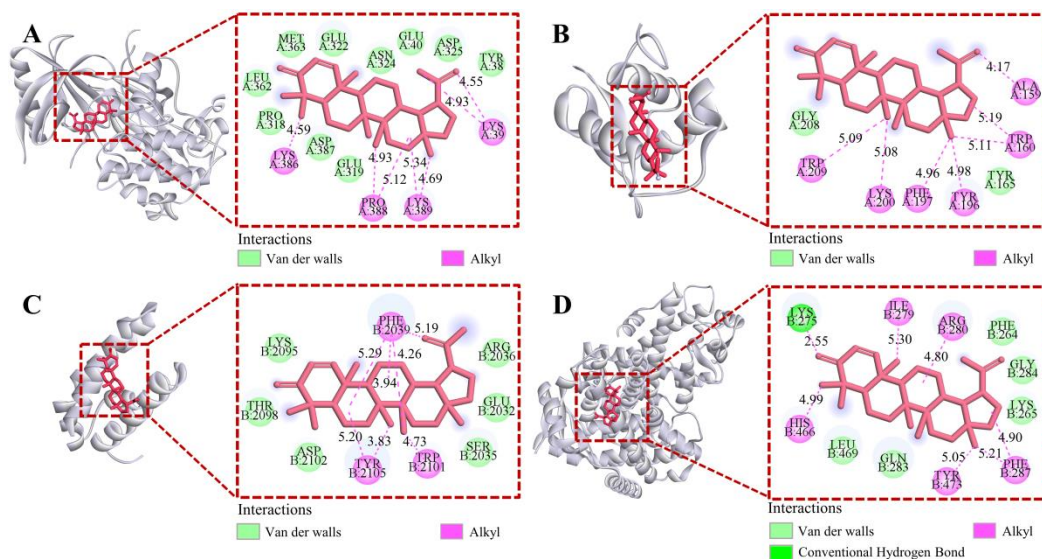 A
MET
A:363
GLU
A:322
ASN
A:324
GLU
A:40
ASP
A:325
TYR
A:38
LEU
A:362
4.55
4.93
LYS
A:39
PRO
A:318
4.59
ASP
A:387
LYS
A:386
GLU
A:319
4.93
5.12
5.34
4.69
PRO
A:388
LYS
A:389
Interactions
Van der walls
Alkyl
B
4.17
ALA
A:159
GLY
A:208
5.19
5.09
TRP
A:160
5.11
TRP
A:209
5.08
4.96
4.98
TYR
A:165
LYS
A:200
PHE
A:197
TYR
A:196
Interactions
Van der walls
Alkyl
C
PHE
B:2039
5.19
LYS
B:2095
ARG
B:2036
5.29
4.26
3.94
THR
B:2098
GLU
B:2032
5.20
3.83
4.73
ASP
B:2102
SER
B:2035
TYR
B:2105
TRP
B:2101
Interactions
Van der walls
Alkyl
D
LYS
B:275
ILE
B:279
ARG
B:280
PHE
B:264
2.55
5.30
4.80
GLY
B:284
4.99
LYS
B:265
HIS
B:466
4.90
LEU
B:469
GLN
B:283
5.05
5.21
TYR
B:473
PHE
B:287
Interactions
Van der walls
Alkyl
Conventional Hydrogen Bond